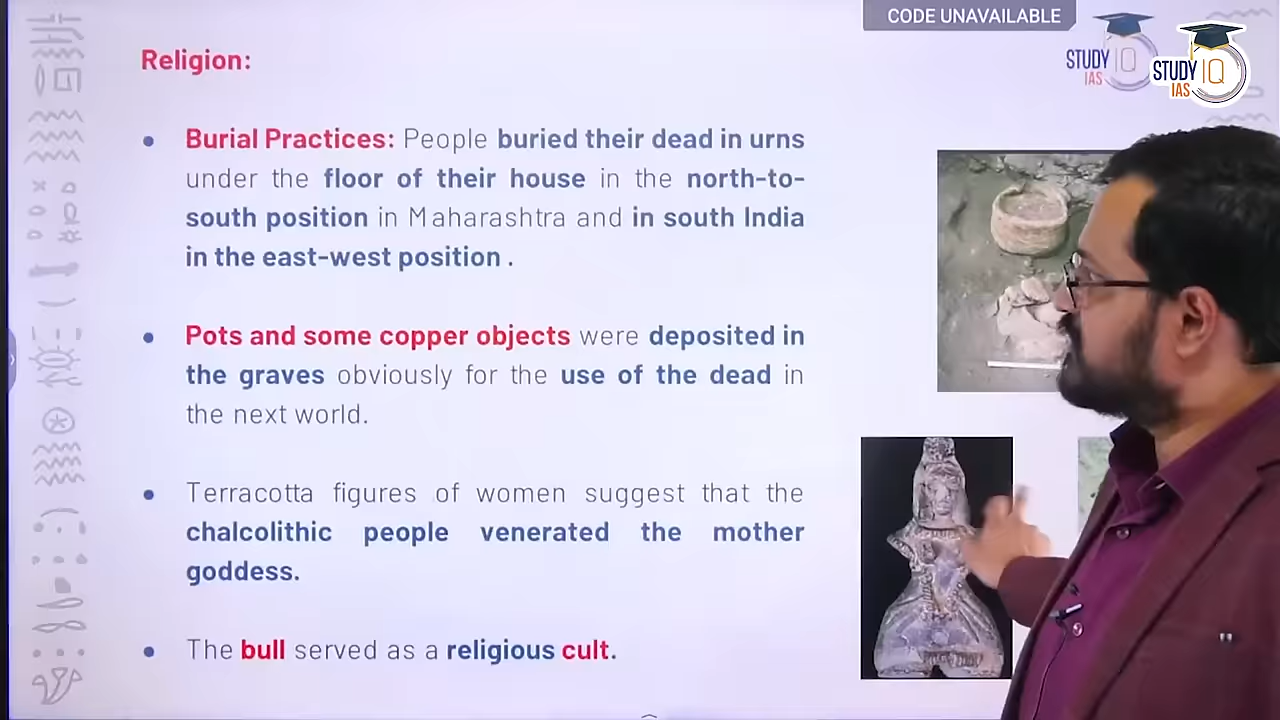 CODE UNAVAILABLE
STUDY IQ
IAS
STUDY IQ
IAS
Religion:
• Burial Practices: People buried their dead in urns
under the floor of their house in the north-to-
south position in Maharashtra and in south India
in the east-west position .
• Pots and some copper objects were deposited in
the graves obviously for the use of the dead in
the next world.
• Terracotta figures of women suggest that the
chalcolithic people venerated the mother
goddess.
• The bull served as a religious cult.